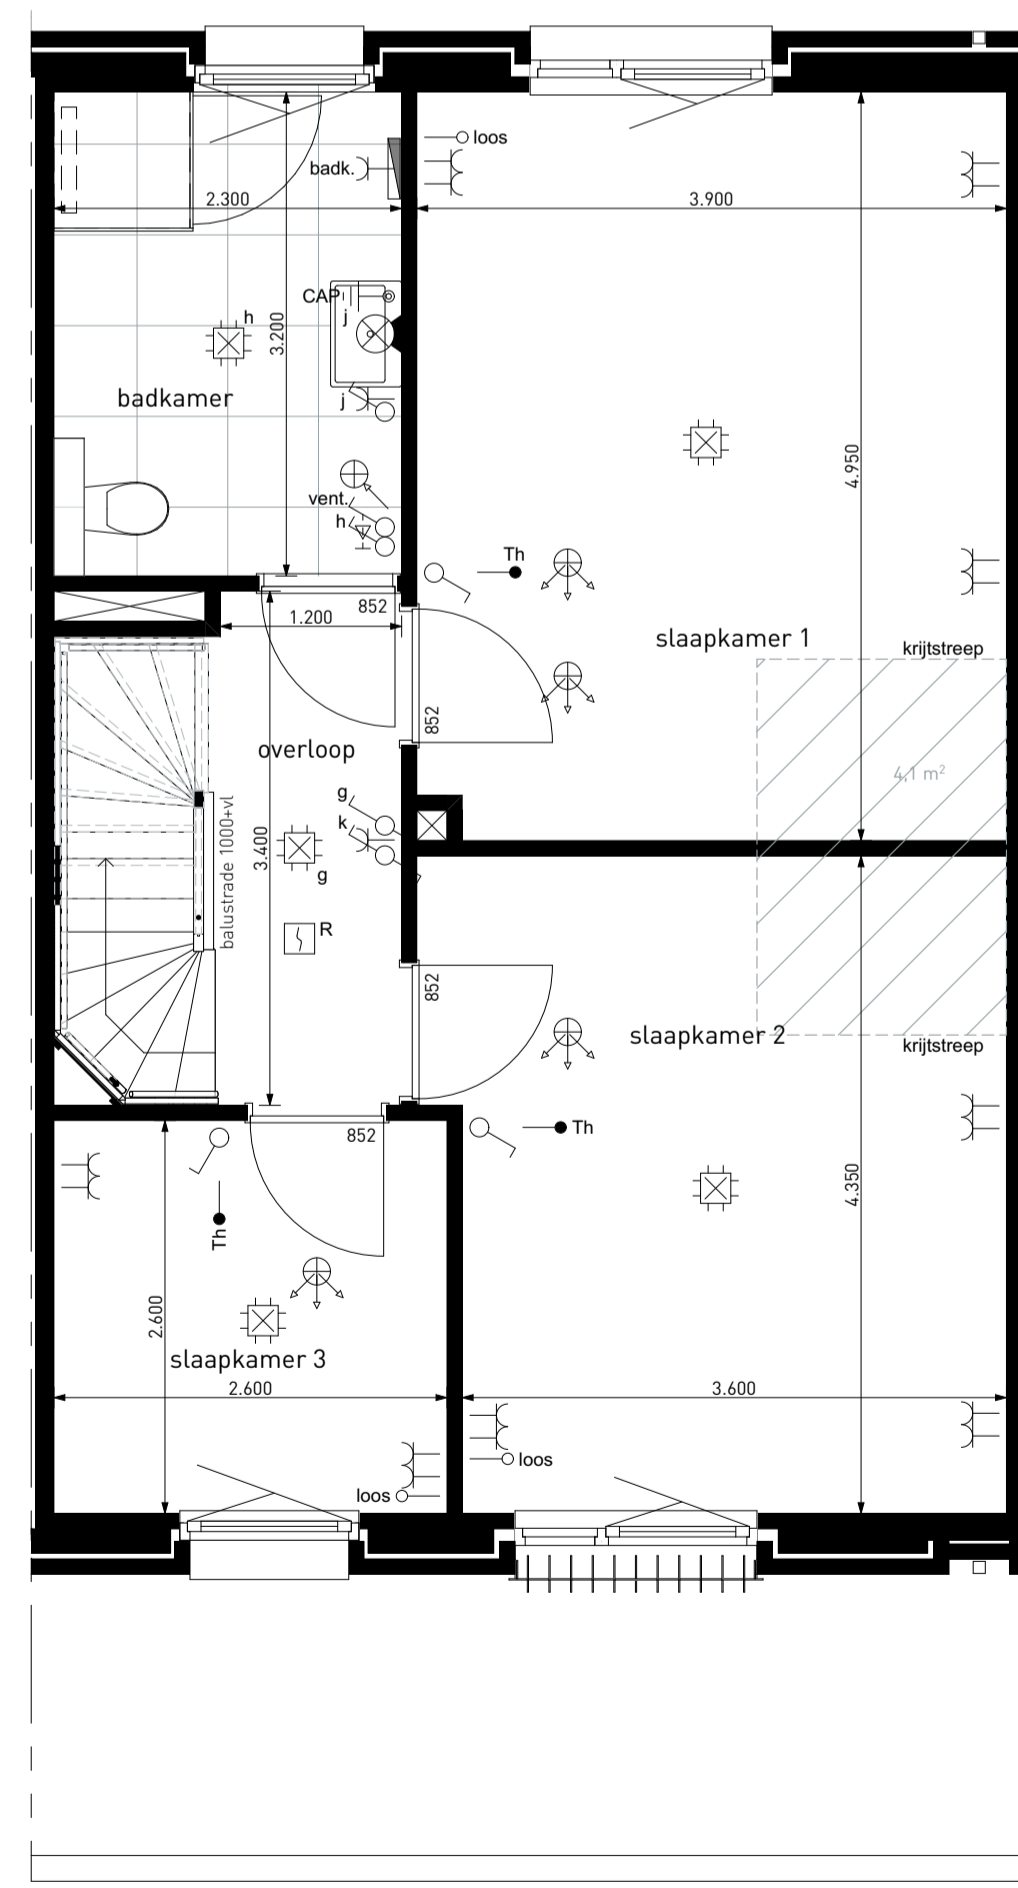 loos
badk.
2.300
3.900
CAP
j
h
3.200
badkamer
j
4.950
vent.
h
Th
852
1.200
slaapkamer 1
krijtstreep
852
overloop
4,1 m²
g
k
balustrade 1000+vl
3.400
g
R
852
slaapkamer 2
krijtstreep
852
Th
4.350
Th
2.600
slaapkamer 3
2.600
3.600
loos
loos